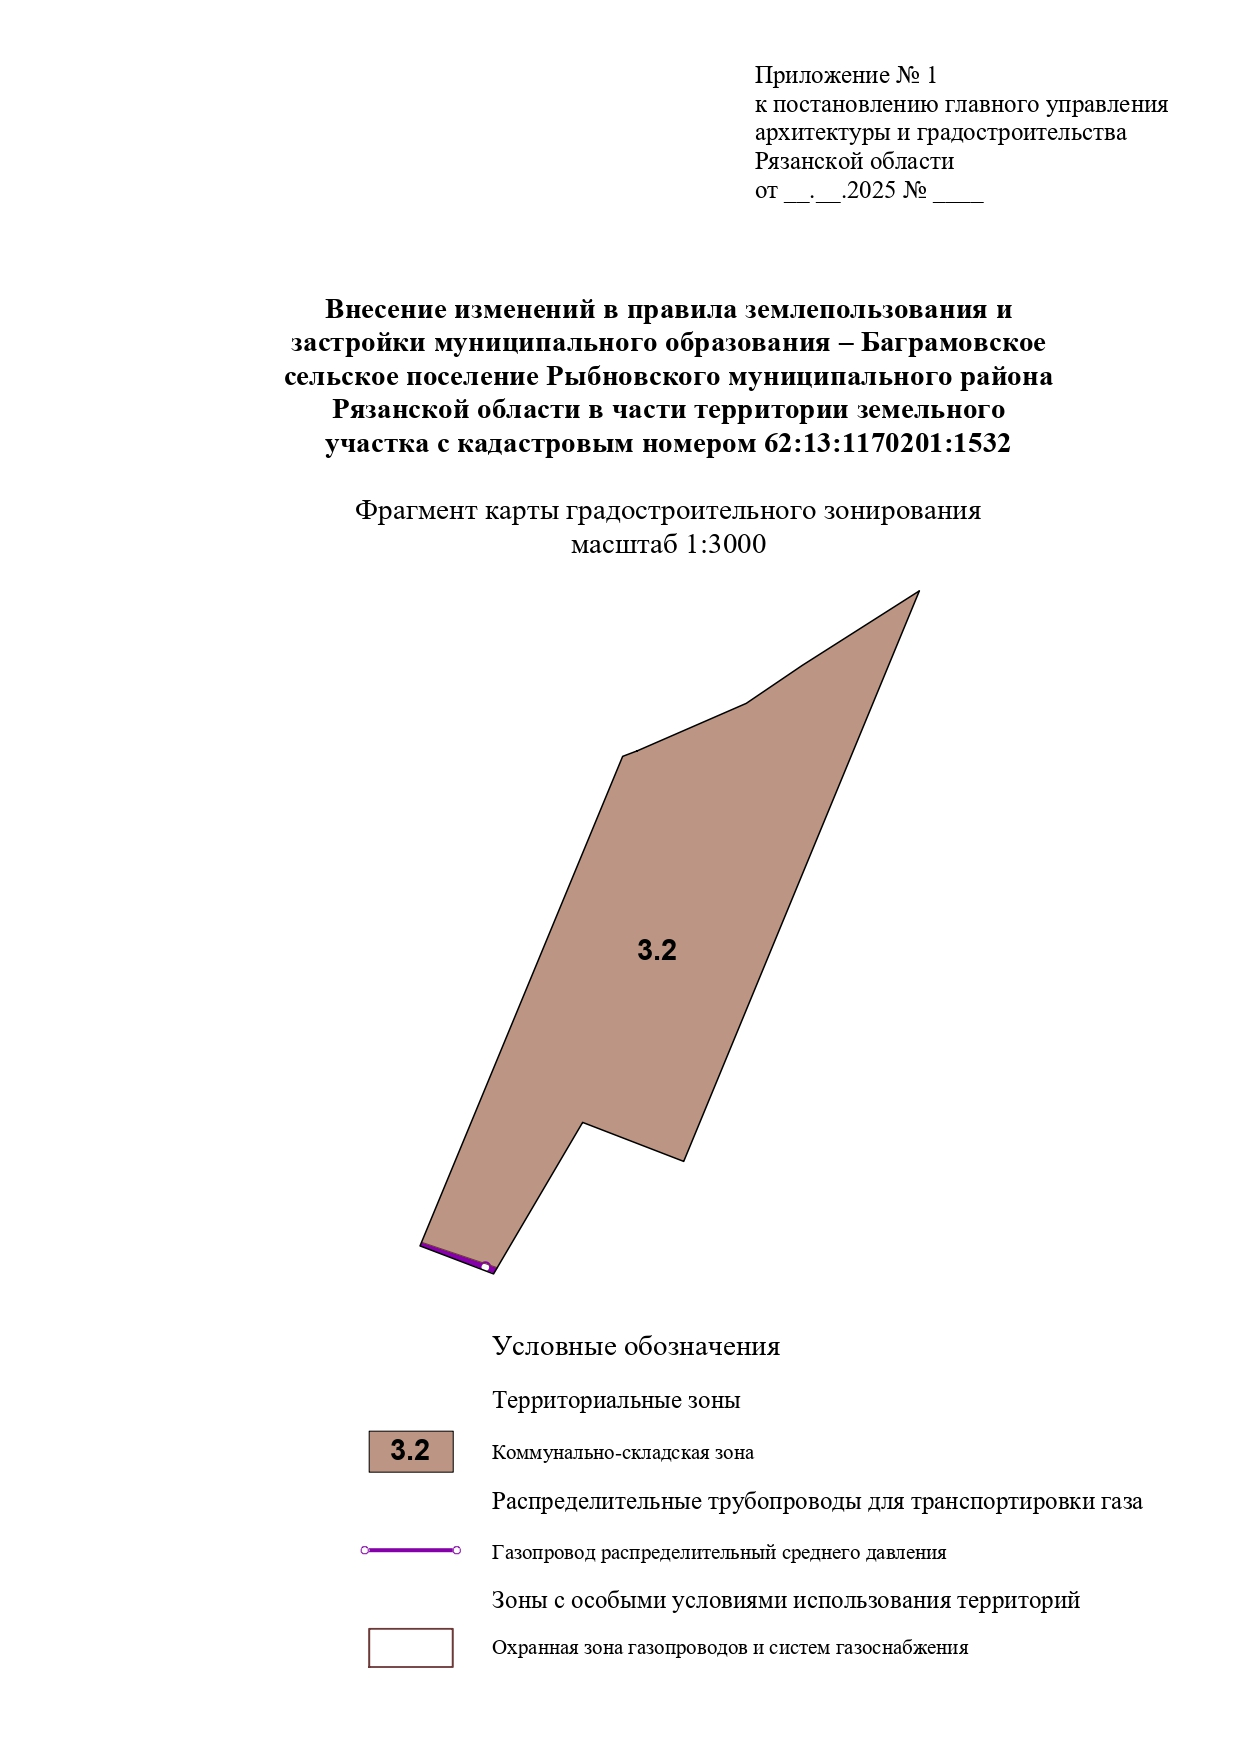 Приложение № 1
к постановлению главного управления
архитектуры и градостроительства
Рязанской области
от __.__.2025 № ____
Внесение изменений в правила землепользования и
застройки муниципального образования – Баграмовское
сельское поселение Рыбновского муниципального района
Рязанской области в части территории земельного
участка с кадастровым номером 62:13:1170201:1532
Фрагмент карты градостроительного зонирования
масштаб 1:3000
3.2
Условные обозначения
Территориальные зоны
3.2 Коммунально-складская зона
Распределительные трубопроводы для транспортировки газа
Газопровод распределительный среднего давления
Зоны с особыми условиями использования территорий
Охранная зона газопроводов и систем газоснабжения